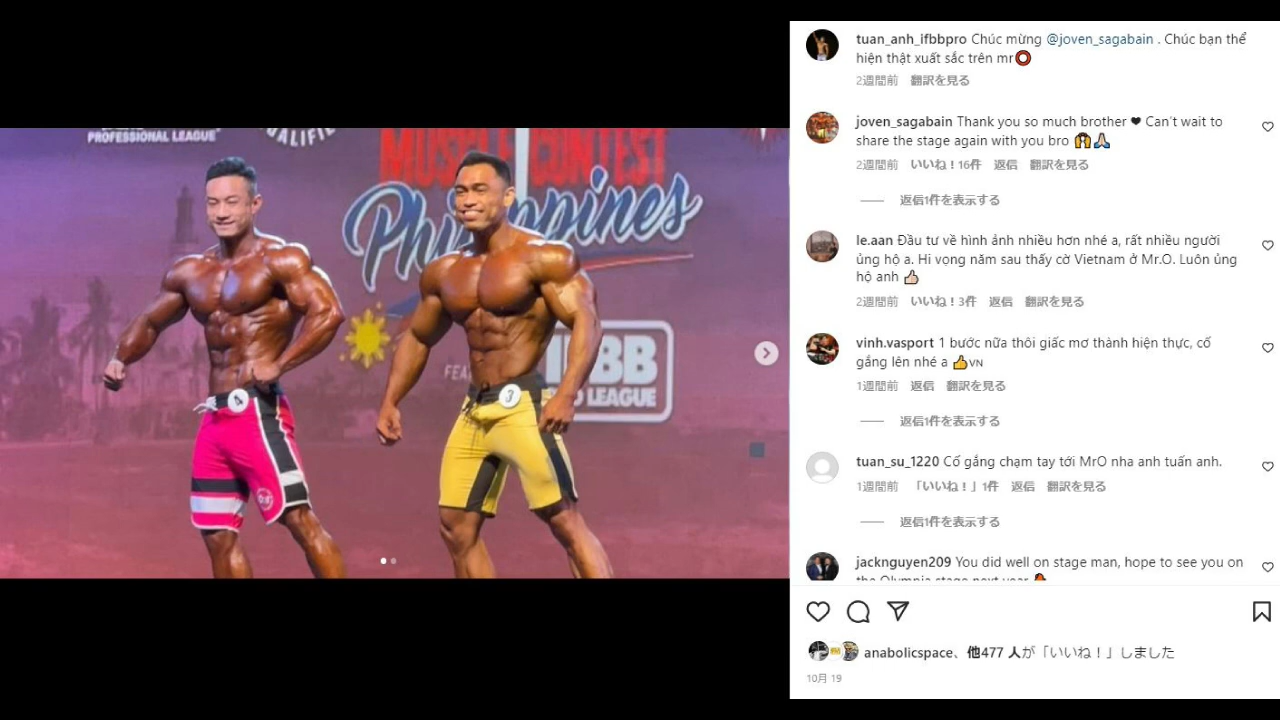 PROFESSIONAL LEAGUE
MUSCLE CONTEST
Philippines
PRO LEAGUE
4
3
tuan_anh_ifbbpro Chúc mừng @joven_sagabain . Chúc bạn thể
hiện thật xuất sắc trên mr⭕
2週間前 翻訳を見る
joven_sagabain Thank you so much brother ❤ Can't wait to
share the stage again with you bro 🙌🙏
2週間前 いいね！16件 返信 翻訳を見る
返信1件を表示する
le.aan Đầu tư về hình ảnh nhiều hơn nhé a, rất nhiều người
ủng hộ a. Hi vọng năm sau thấy cờ Vietnam ở Mr.O. Luôn ủng
hộ anh 👍🏻
2週間前 いいね！3件 返信 翻訳を見る
vinh.vasport 1 bước nữa thôi giấc mơ thành hiện thực, cố
gắng lên nhé a 👍VN
1週間前 返信 翻訳を見る
返信1件を表示する
tuan_su_1220 Cố gắng chạm tay tới MrO nha anh tuấn anh.
1週間前 「いいね！」1件 返信 翻訳を見る
返信1件を表示する
jacknguyen209 You did well on stage man, hope to see you on
the Olympia stage next year
anabolicspace、他477 人が「いいね！」しました
10月 19